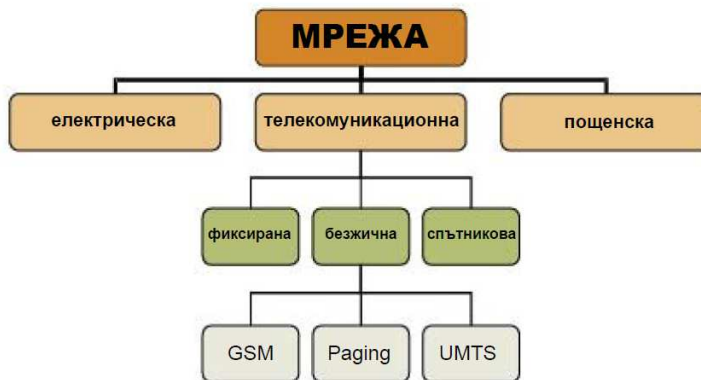 МРЕЖА
електрическа
телекомуникационна
пощенска
фиксирана
безжична
спътникова
GSM
Paging
UMTS